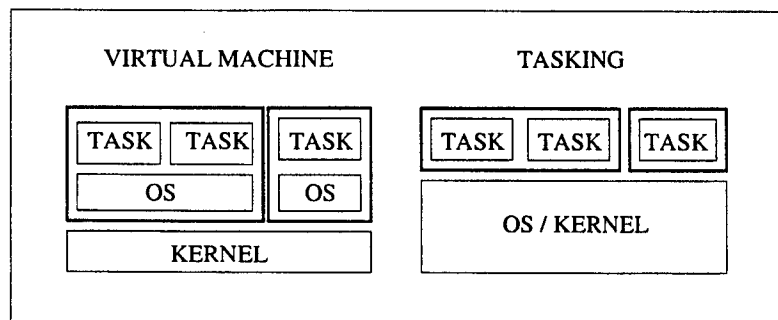 VIRTUAL MACHINE
TASK TASK TASK
OS OS
KERNEL
TASKING
TASK TASK TASK
OS / KERNEL